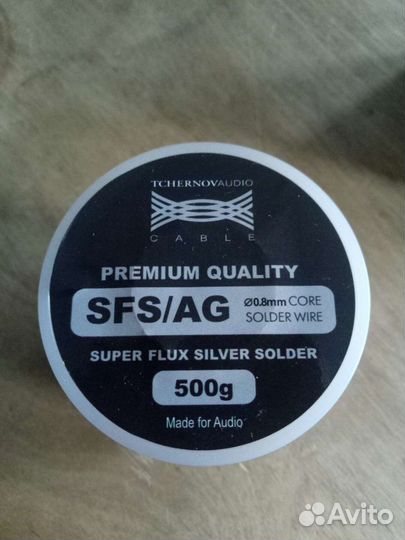 TCHERNOVAUDIO
CABLE
PREMIUM QUALITY
SFS/AG ⌀0.8mm CORE
SOLDER WIRE
SUPER FLUX SILVER SOLDER
500g
Made for Audio
Avito